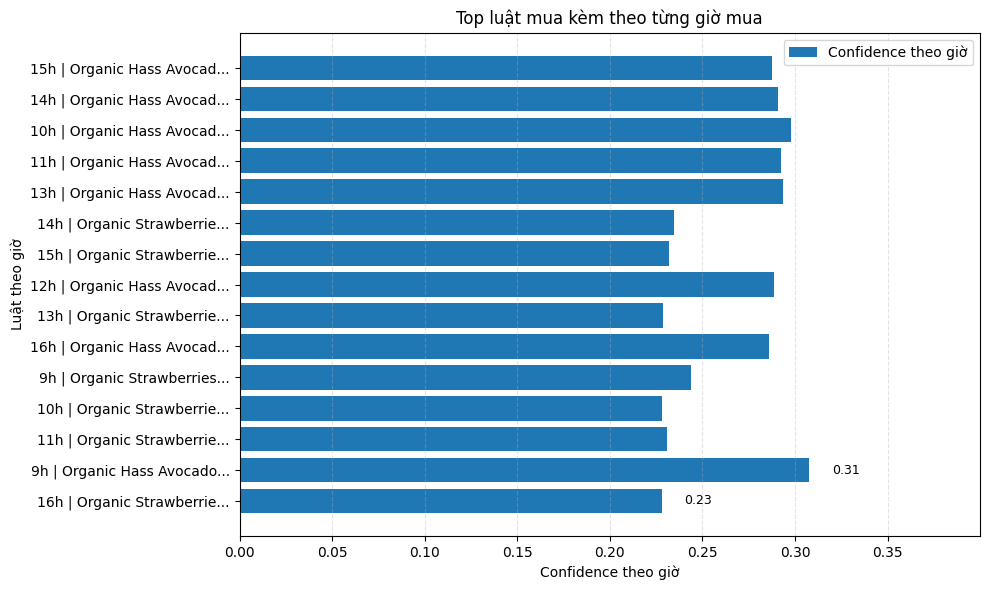 Top luật mua kèm theo từng giờ mua
Confidence theo giờ
15h | Organic Hass Avocad...
14h | Organic Hass Avocad...
10h | Organic Hass Avocad...
11h | Organic Hass Avocad...
13h | Organic Hass Avocad...
14h | Organic Strawberrie...
15h | Organic Strawberrie...
12h | Organic Hass Avocad...
13h | Organic Strawberrie...
16h | Organic Hass Avocad...
9h | Organic Strawberries...
10h | Organic Strawberrie...
11h | Organic Strawberrie...
9h | Organic Hass Avocado...
0.31
16h | Organic Strawberrie...
0.23
Luật theo giờ
0.00 0.05 0.10 0.15 0.20 0.25 0.30 0.35
Confidence theo giờ